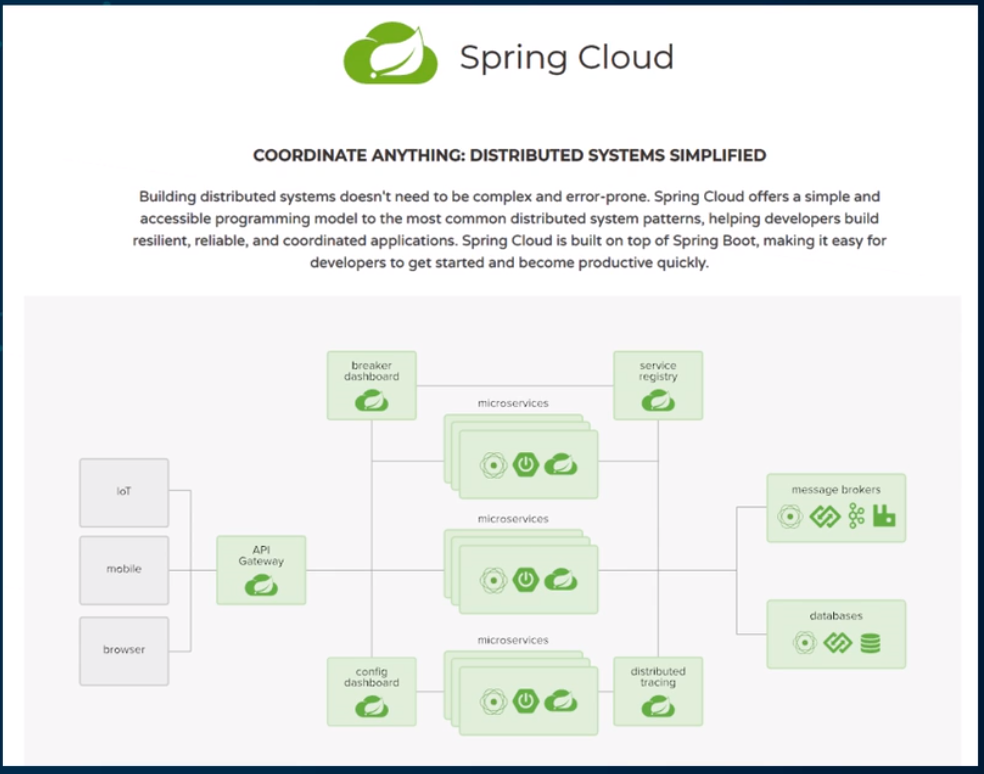 Spring Cloud
COORDINATE ANYTHING: DISTRIBUTED SYSTEMS SIMPLIFIED
Building distributed systems doesn't need to be complex and error-prone. Spring Cloud offers a simple and
accessible programming model to the most common distributed system patterns, helping developers build
resilient, reliable, and coordinated applications. Spring Cloud is built on top of Spring Boot, making it easy for
developers to get started and become productive quickly.
breaker
dashboard
service
registry
microservices
IoT
message brokers
microservices
API
Gateway
mobile
databases
microservices
browser
config
dashboard
distributed
tracing